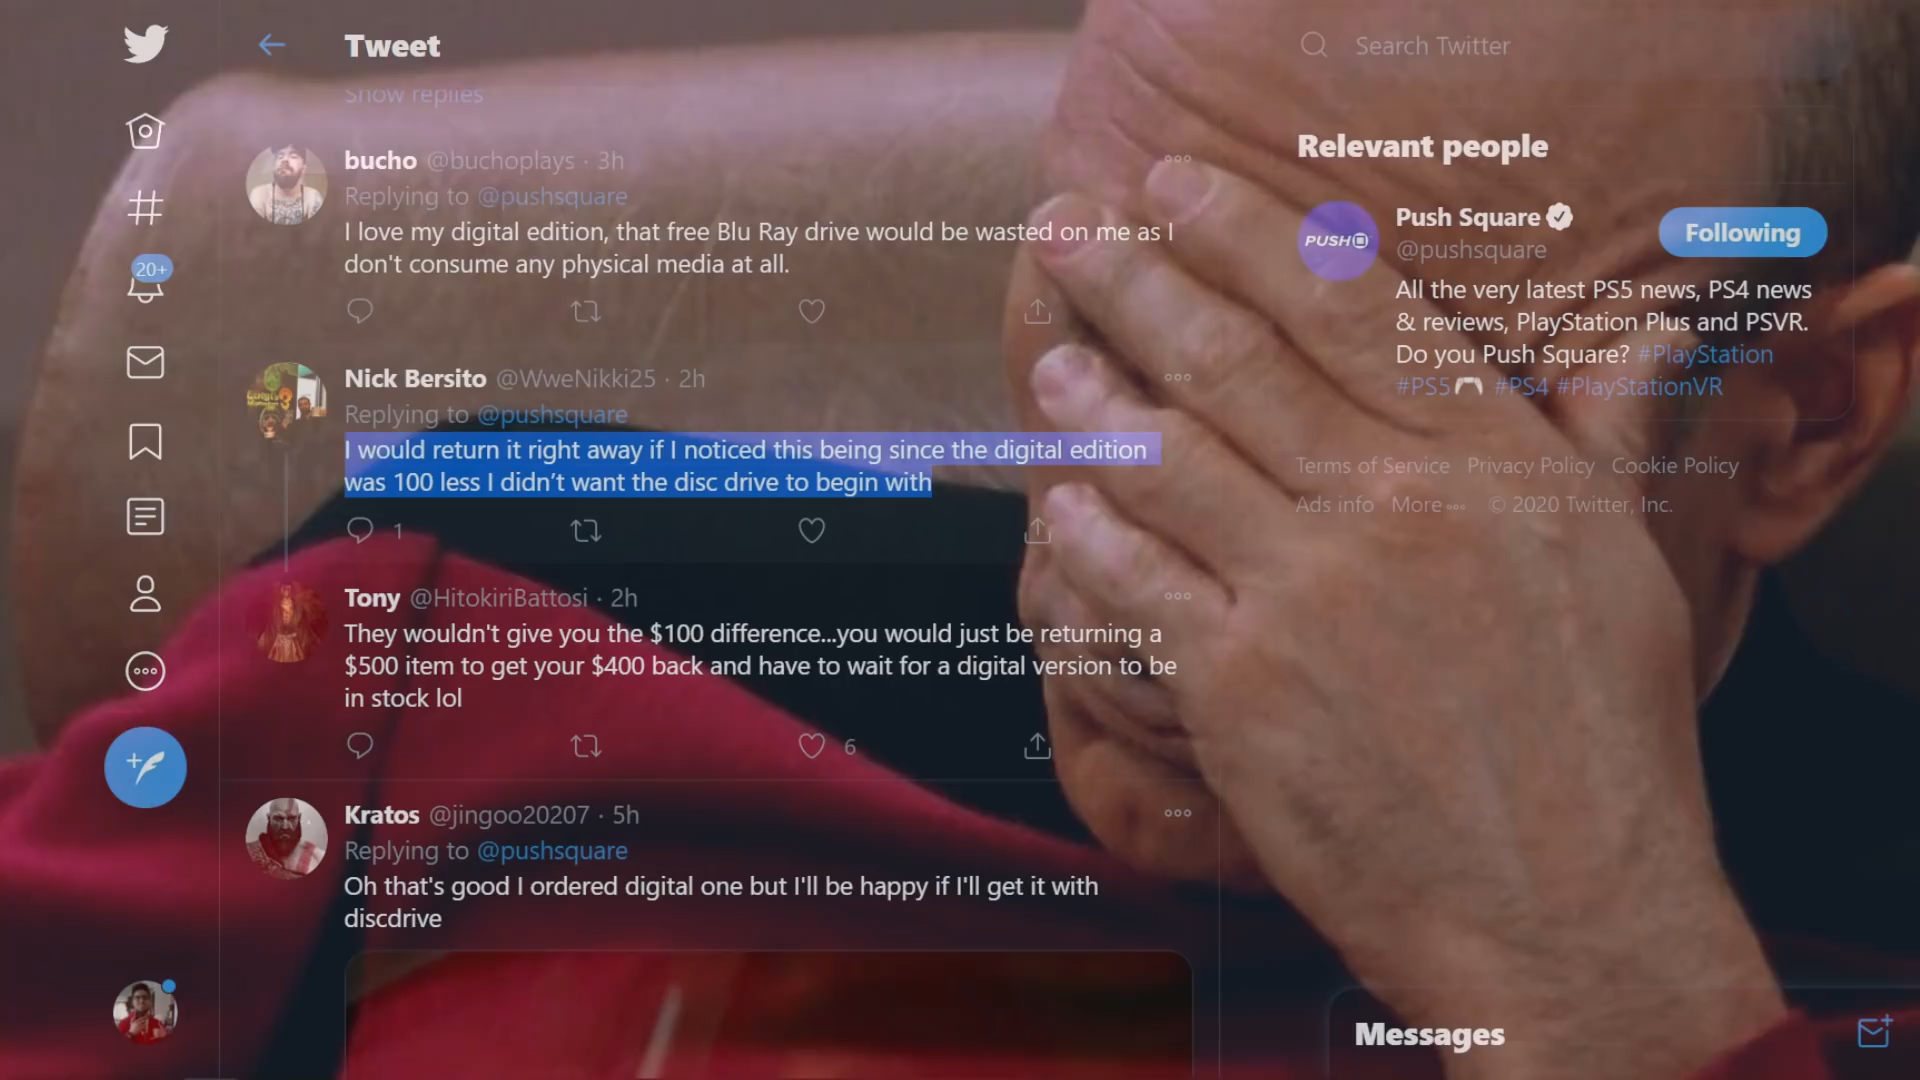 Tweet
Search Twitter
Show replies
bucho @buchoplays · 3h
Replying to @pushsquare
I love my digital edition, that free Blu Ray drive would be wasted on me as I
don't consume any physical media at all.
20+
Nick Bersito @WweNikki25 · 2h
Replying to @pushsquare
I would return it right away if I noticed this being since the digital edition
was 100 less I didn’t want the disc drive to begin with
1
Tony @HitokiriBattosi · 2h
They wouldn't give you the $100 difference...you would just be returning a
$500 item to get your $400 back and have to wait for a digital version to be
in stock lol
6
Kratos @jingoo20207 · 5h
Replying to @pushsquare
Oh that's good I ordered digital one but I'll be happy if I'll get it with
discdrive
Relevant people
PUSH
Push Square
@pushsquare
Following
All the very latest PS5 news, PS4 news
& reviews, PlayStation Plus and PSVR.
Do you Push Square? #PlayStation
#PS5 #PS4 #PlayStationVR
Terms of Service Privacy Policy Cookie Policy
Ads info More © 2020 Twitter, Inc.
Messages